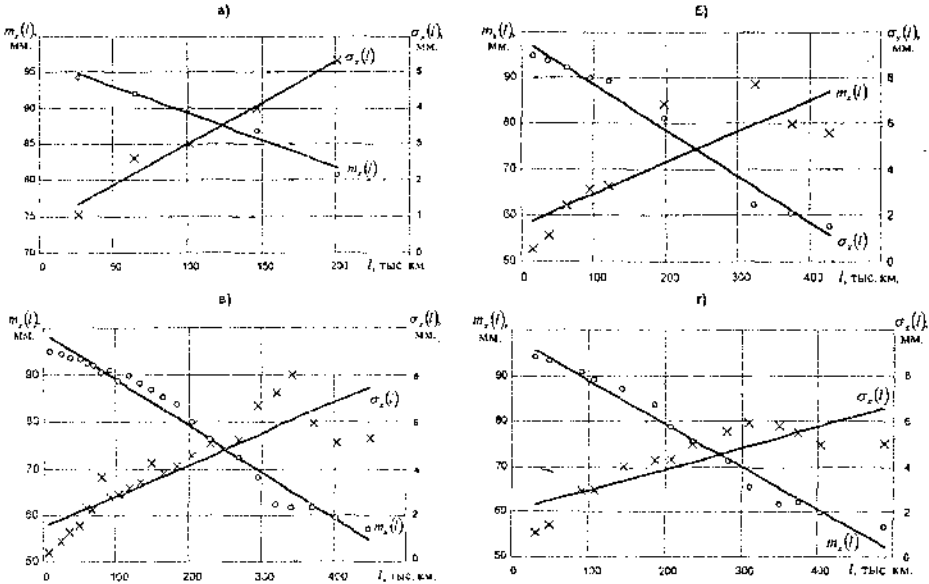 а)
m_x(l), мм.
σ_x(l), мм.
95
90
85
80
75
70
5
4
3
2
1
0
σ_x(l)
m_x(l)
0 50 100 150 200 l, тыс. км.
Б)
m_x(l), мм.
σ_x(l), мм.
90
80
70
60
50
8
6
4
2
0
m_x(l)
σ_x(l)
0 100 200 300 400 l, тыс. км.
в)
m_x(l), мм.
σ_x(l), мм.
90
80
70
60
50
8
6
4
2
0
σ_x(l)
m_x(l)
0 100 200 300 400 l, тыс. км.
г)
m_x(l), мм.
σ_x(l), мм.
90
80
70
60
50
8
6
4
2
0
σ_x(l)
m_x(l)
0 100 200 300 400 l, тыс. км.